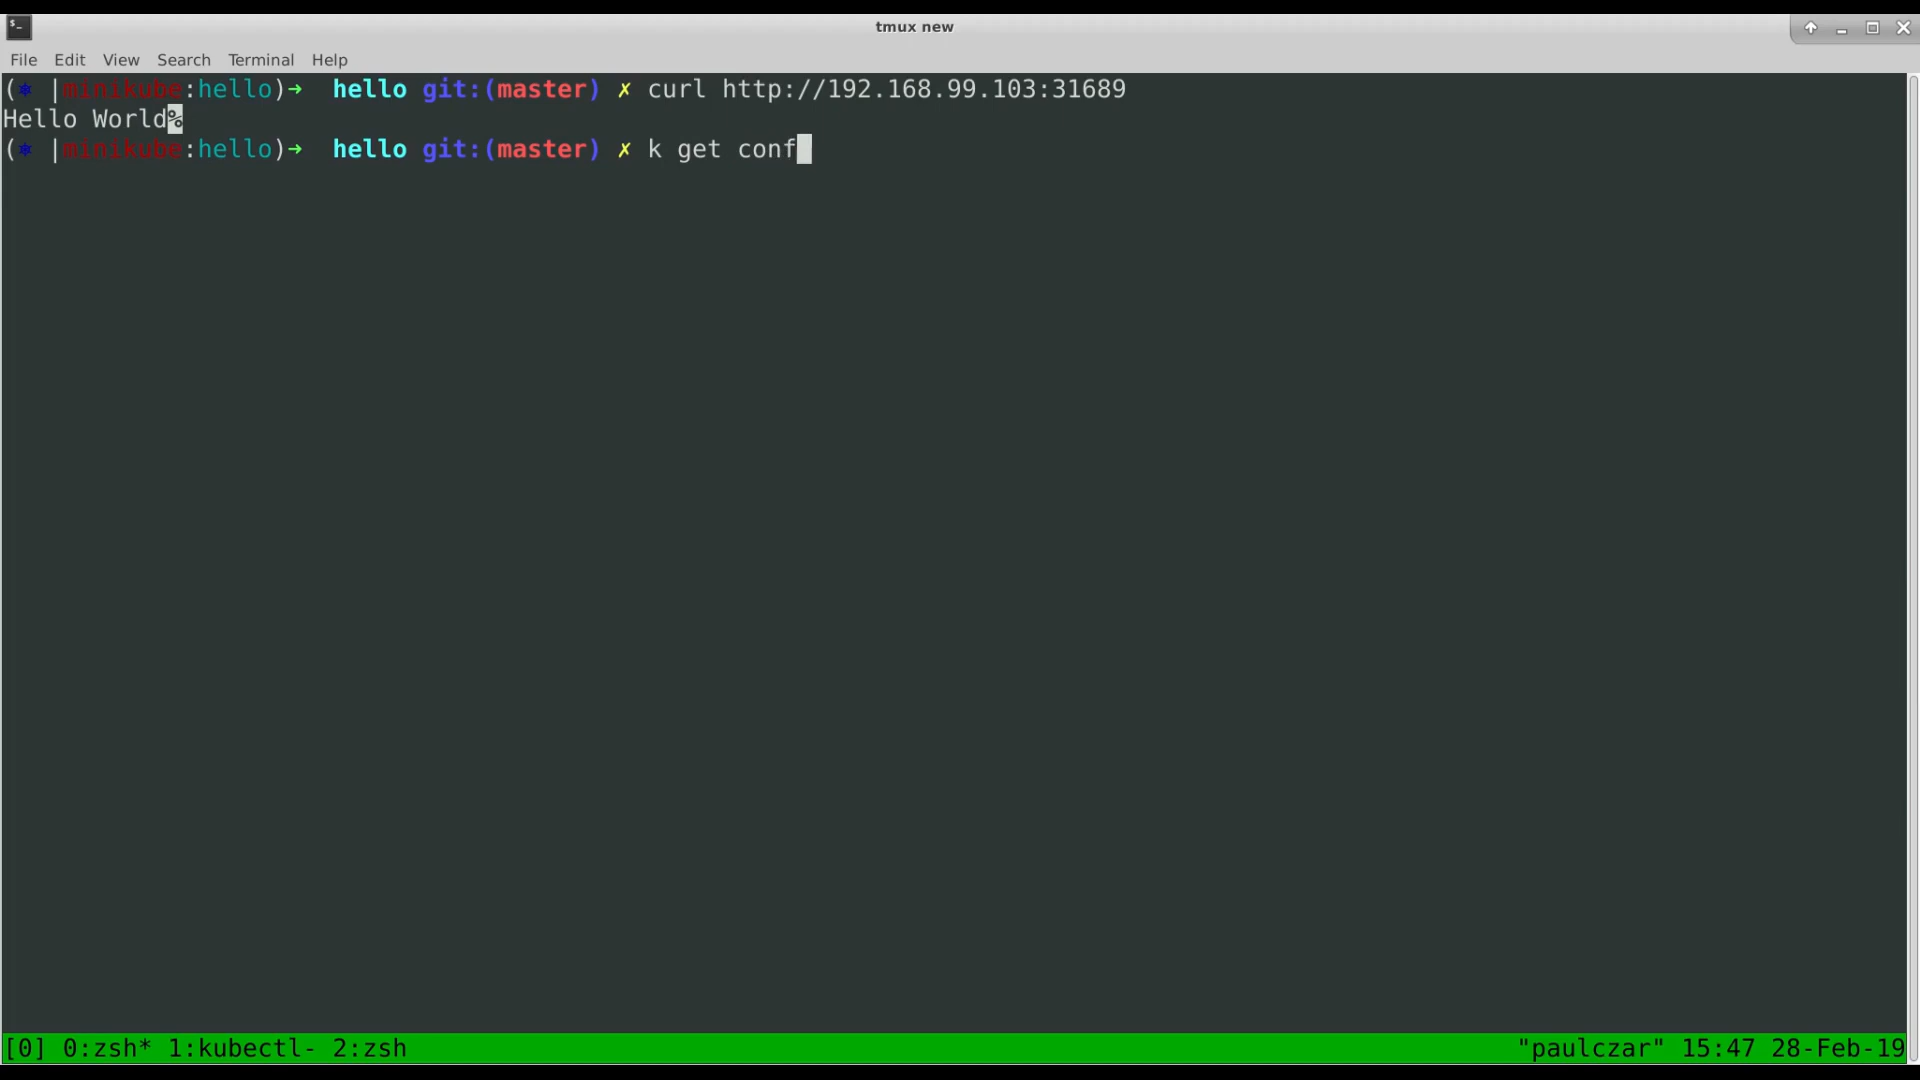 tmux new
File Edit View Search Terminal Help
(⎈ |minikube:hello)➜  hello git:(master) ✗ curl http://192.168.99.103:31689
Hello World%
(⎈ |minikube:hello)➜  hello git:(master) ✗ k get conf
[0] 0:zsh* 1:kubectl- 2:zsh "paulczar" 15:47 28-Feb-19